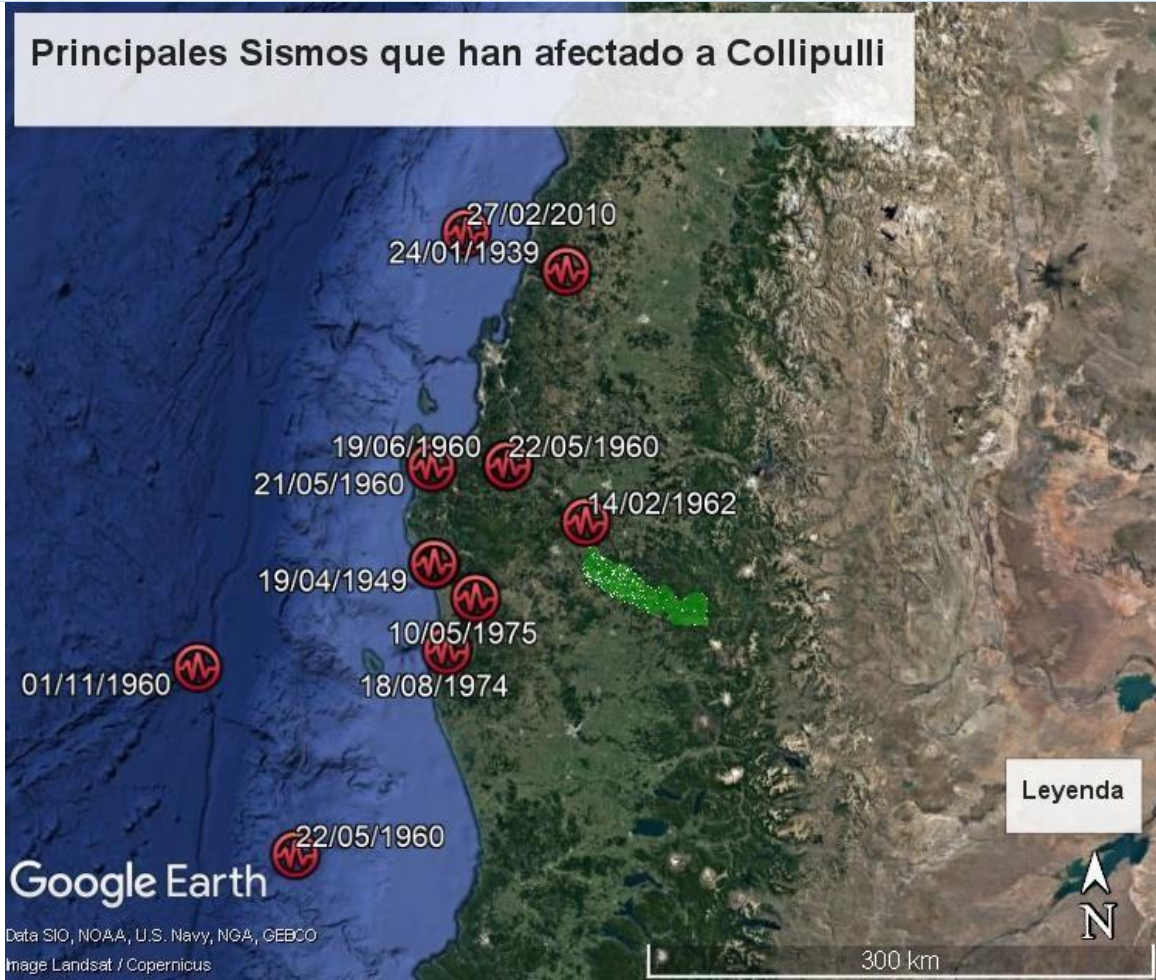 Principales Sismos que han afectado a Collipulli
27/02/2010
24/01/1939
19/06/1960
22/05/1960
21/05/1960
14/02/1962
19/04/1949
10/05/1975
01/11/1960
18/08/1974
Leyenda
22/05/1960
Google Earth
N
Data SIO, NOAA, U.S. Navy, NGA, GEBCO
Image Landsat / Copernicus
300 km